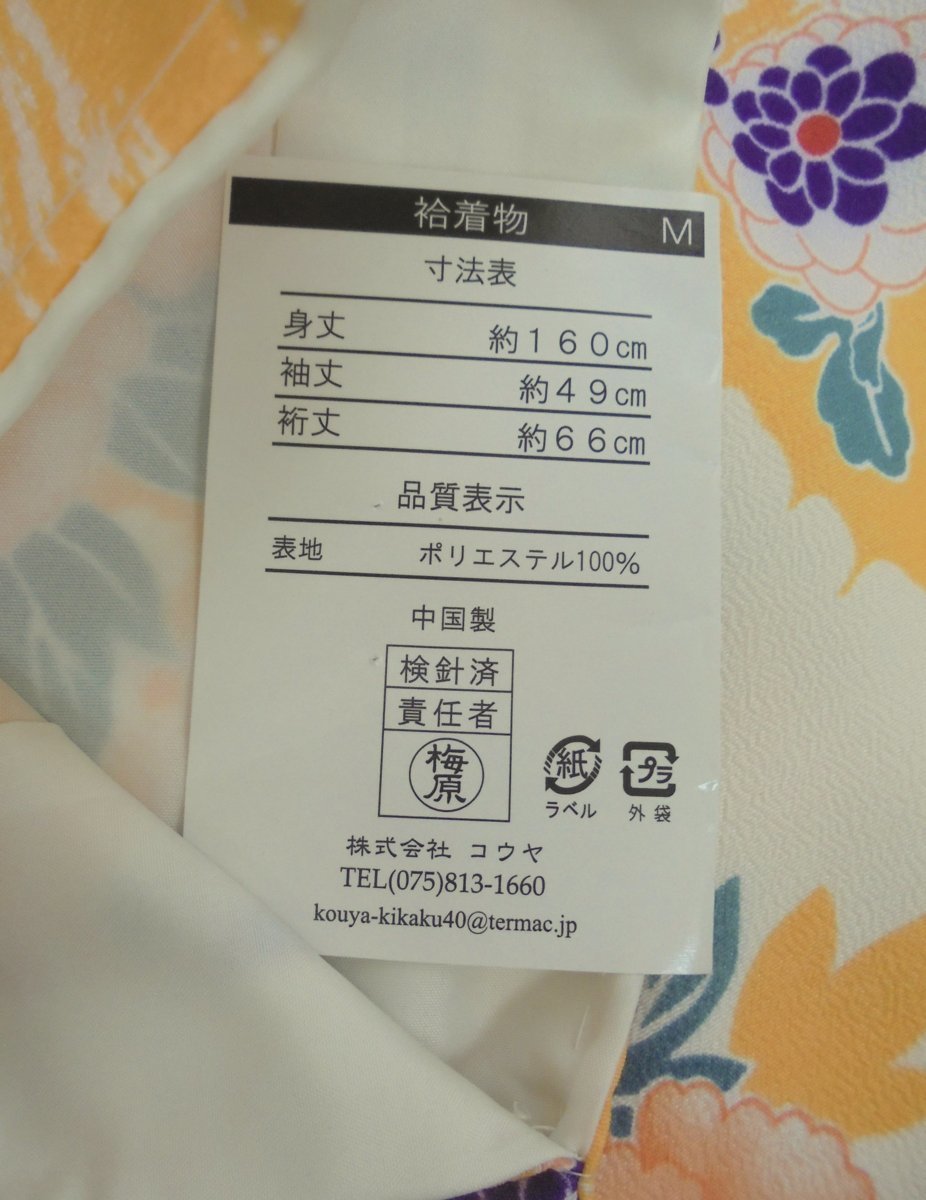 袷着物 M
寸法表
身丈 約160cm
袖丈 約49cm
裄丈 約66cm
品質表示
表地 ポリエステル100%
中国製
検針済
責任者
梅原
紙
ラベル
プラ
外袋
株式会社 コウヤ
TEL(075)813-1660
kouya-kikaku40@termac.jp